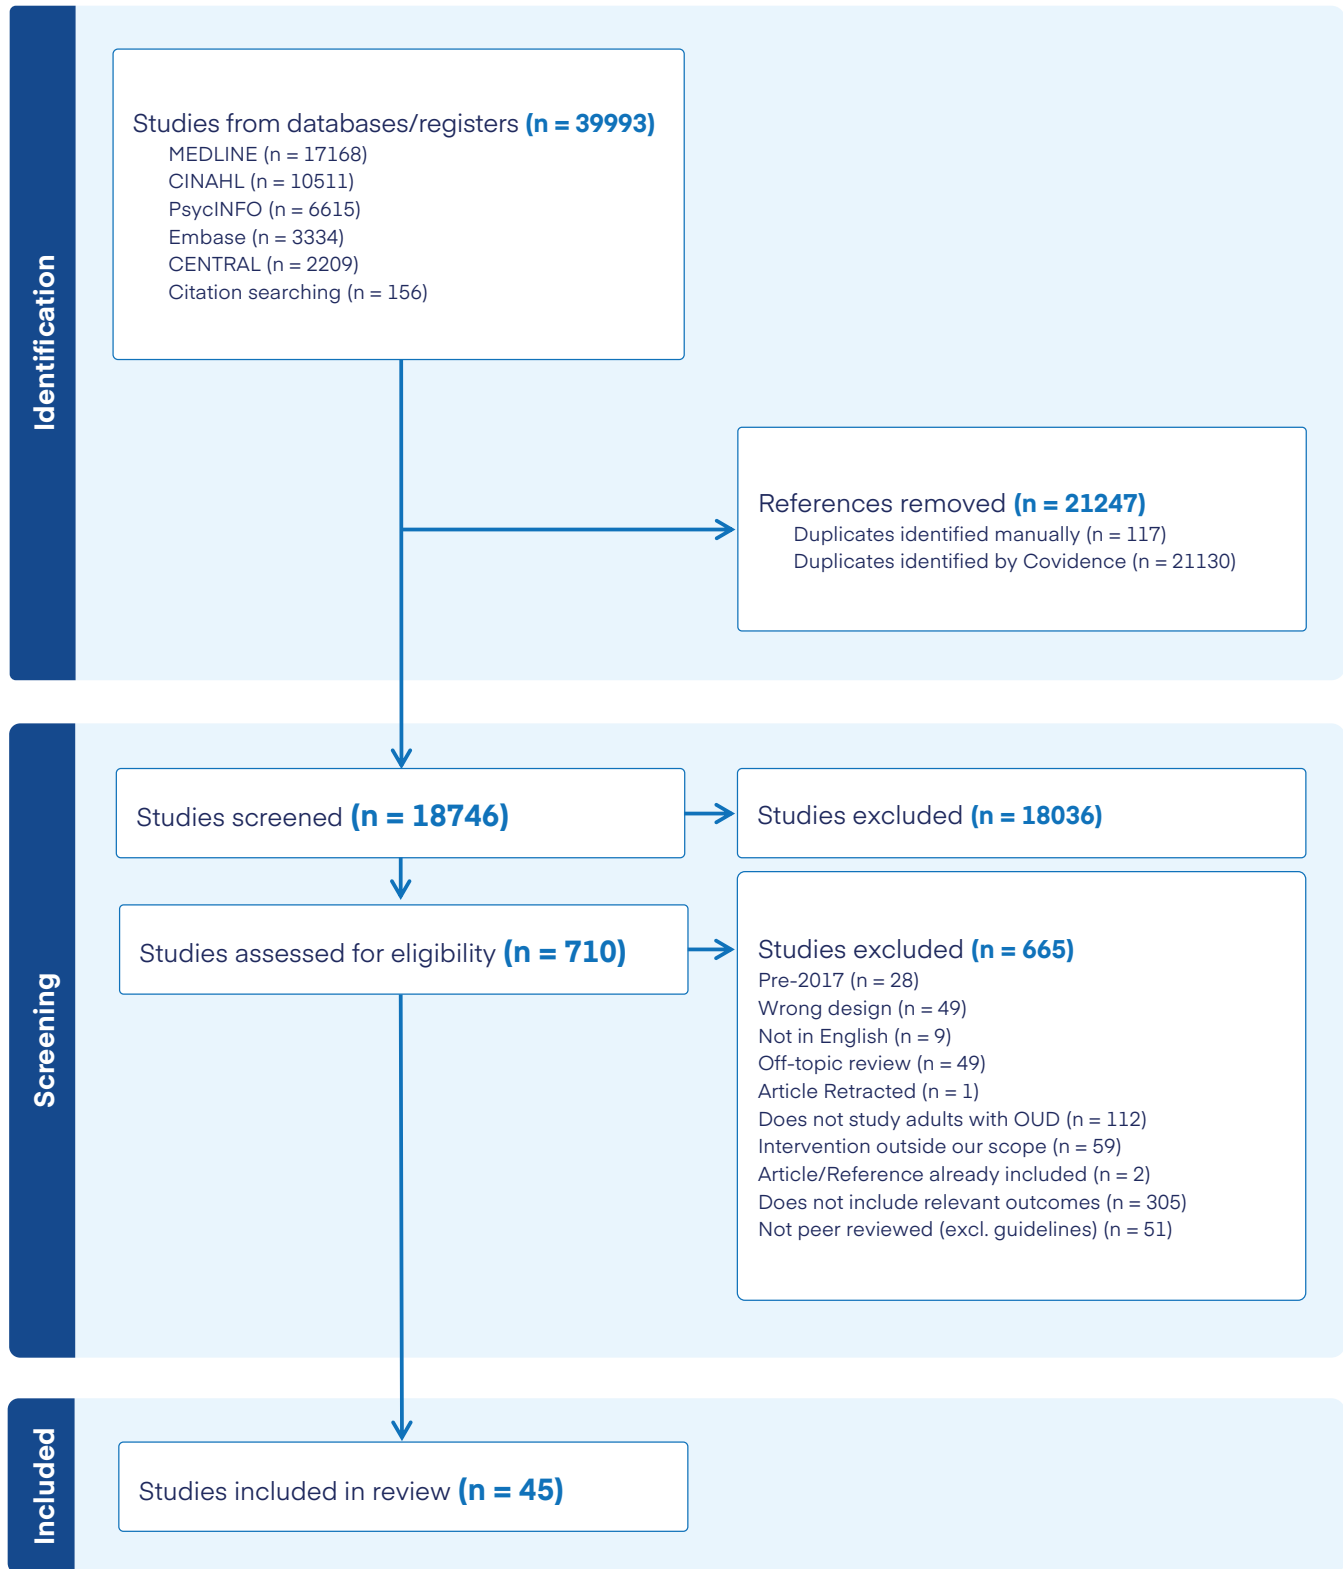 Identification
Studies from databases/registers (n = 39993)
MEDLINE (n = 17168)
CINAHL (n = 10511)
PsycINFO (n = 6615)
Embase (n = 3334)
CENTRAL (n = 2209)
Citation searching (n = 156)
References removed (n = 21247)
Duplicates identified manually (n = 117)
Duplicates identified by Covidence (n = 21130)
Screening
Studies screened (n = 18746)
Studies excluded (n = 18036)
Studies assessed for eligibility (n = 710)
Studies excluded (n = 665)
Pre-2017 (n = 28)
Wrong design (n = 49)
Not in English (n = 9)
Off-topic review (n = 49)
Article Retracted (n = 1)
Does not study adults with OUD (n = 112)
Intervention outside our scope (n = 59)
Article/Reference already included (n = 2)
Does not include relevant outcomes (n = 305)
Not peer reviewed (excl. guidelines) (n = 51)
Included
Studies included in review (n = 45)